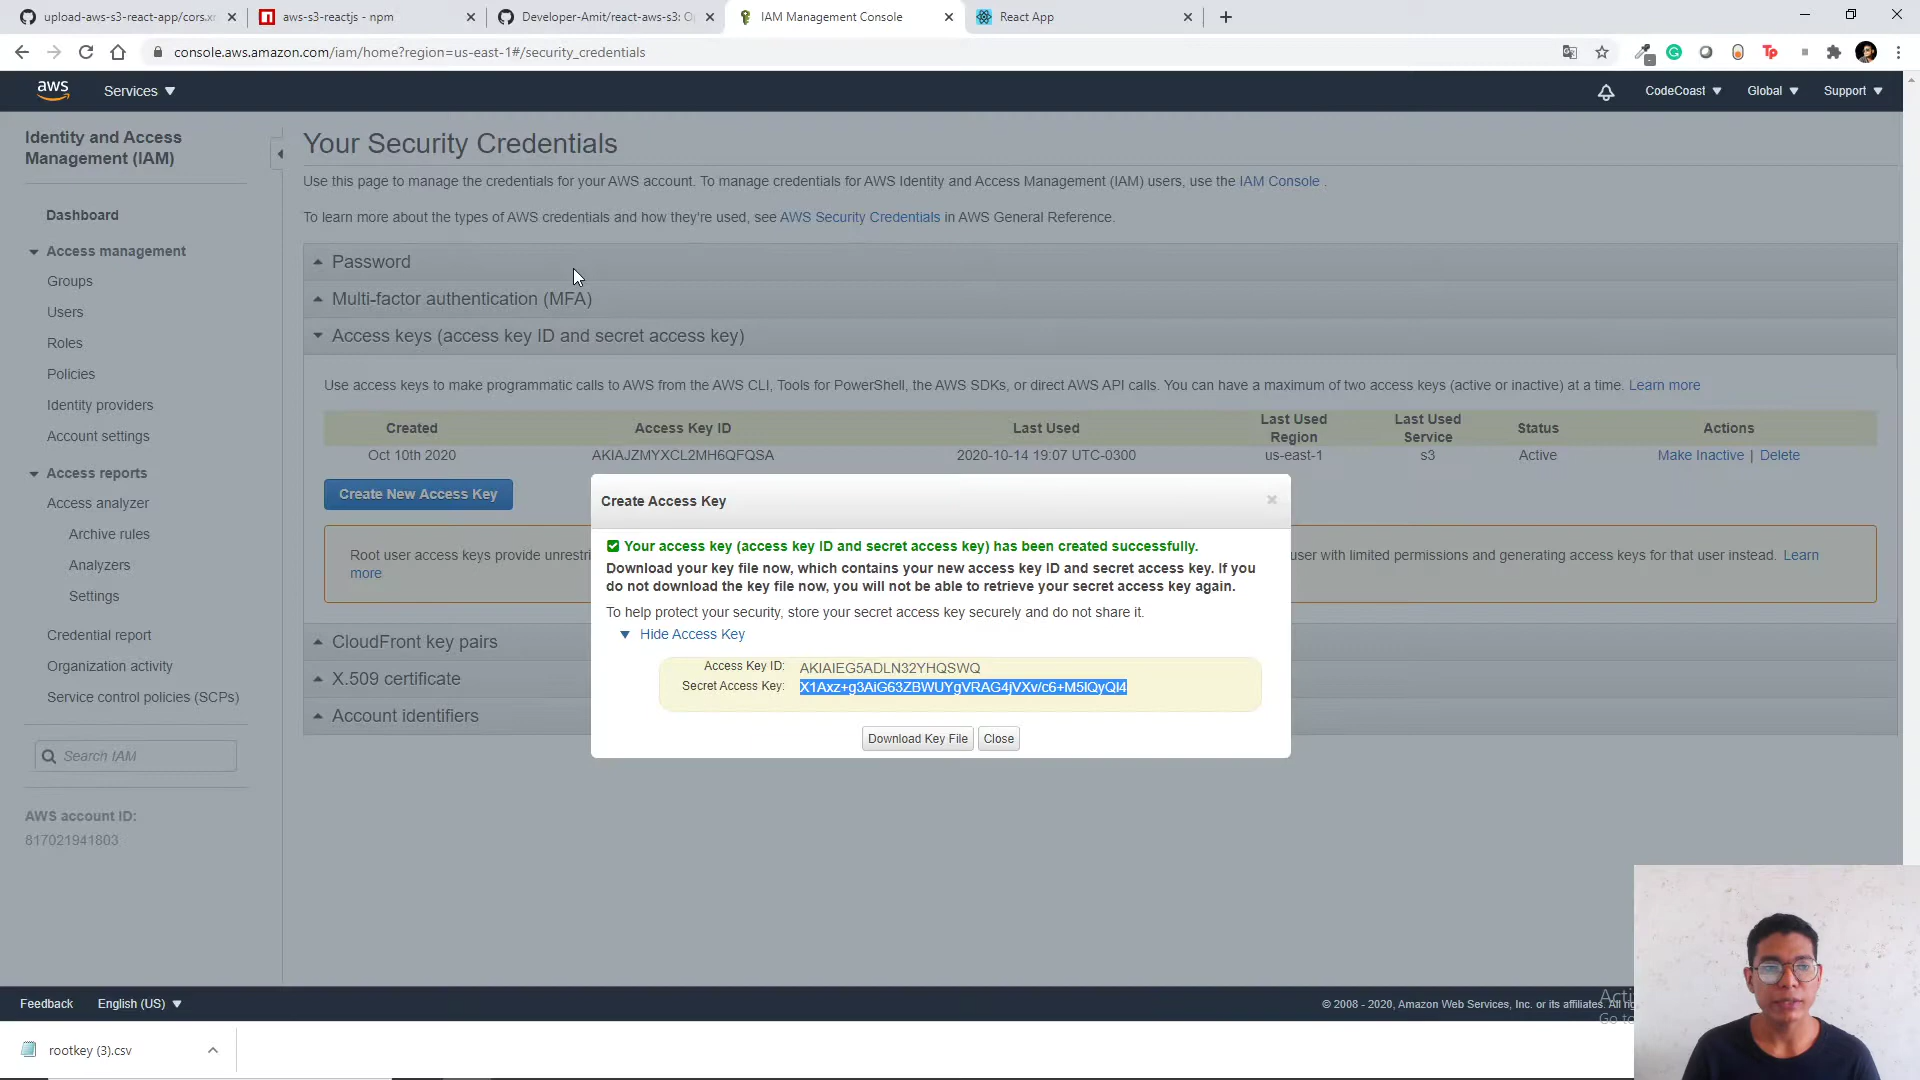 upload-aws-s3-react-app/cors.x
aws-s3-reactjs - npm
Developer-Amit/react-aws-s3: O
IAM Management Console
React App
console.aws.amazon.com/iam/home?region=us-east-1#/security_credentials
aws
Services
CodeCoast
Global
Support
Identity and Access
Management (IAM)
Your Security Credentials
Use this page to manage the credentials for your AWS account. To manage credentials for AWS Identity and Access Management (IAM) users, use the IAM Console .
To learn more about the types of AWS credentials and how they're used, see AWS Security Credentials in AWS General Reference.
Dashboard
Access management
Groups
Users
Roles
Policies
Identity providers
Account settings
Access reports
Access analyzer
Archive rules
Analyzers
Settings
Credential report
Organization activity
Service control policies (SCPs)
Search IAM
AWS account ID:
817021941803
Password
Multi-factor authentication (MFA)
Access keys (access key ID and secret access key)
Use access keys to make programmatic calls to AWS from the AWS CLI, Tools for PowerShell, the AWS SDKs, or direct AWS API calls. You can have a maximum of two access keys (active or inactive) at a time. Learn more
Created
Access Key ID
Last Used
Last Used Region
Last Used Service
Status
Actions
Oct 10th 2020
AKIAJZMYXCL2MH6QFQSA
2020-10-14 19:07 UTC-0300
us-east-1
s3
Active
Make Inactive | Delete
Create New Access Key
Root user access keys provide unrestri
user with limited permissions and generating access keys for that user instead. Learn
more
CloudFront key pairs
X.509 certificate
Account identifiers
Create Access Key
Your access key (access key ID and secret access key) has been created successfully.
Download your key file now, which contains your new access key ID and secret access key. If you
do not download the key file now, you will not be able to retrieve your secret access key again.
To help protect your security, store your secret access key securely and do not share it.
Hide Access Key
Access Key ID: AKIAIEG5ADLN32YHQSWQ
Secret Access Key:
Download Key File
Close
Feedback
English (US)
© 2008 - 2020, Amazon Web Services, Inc. or its affiliates. All rig
Acti
Go to
rootkey (3).csv